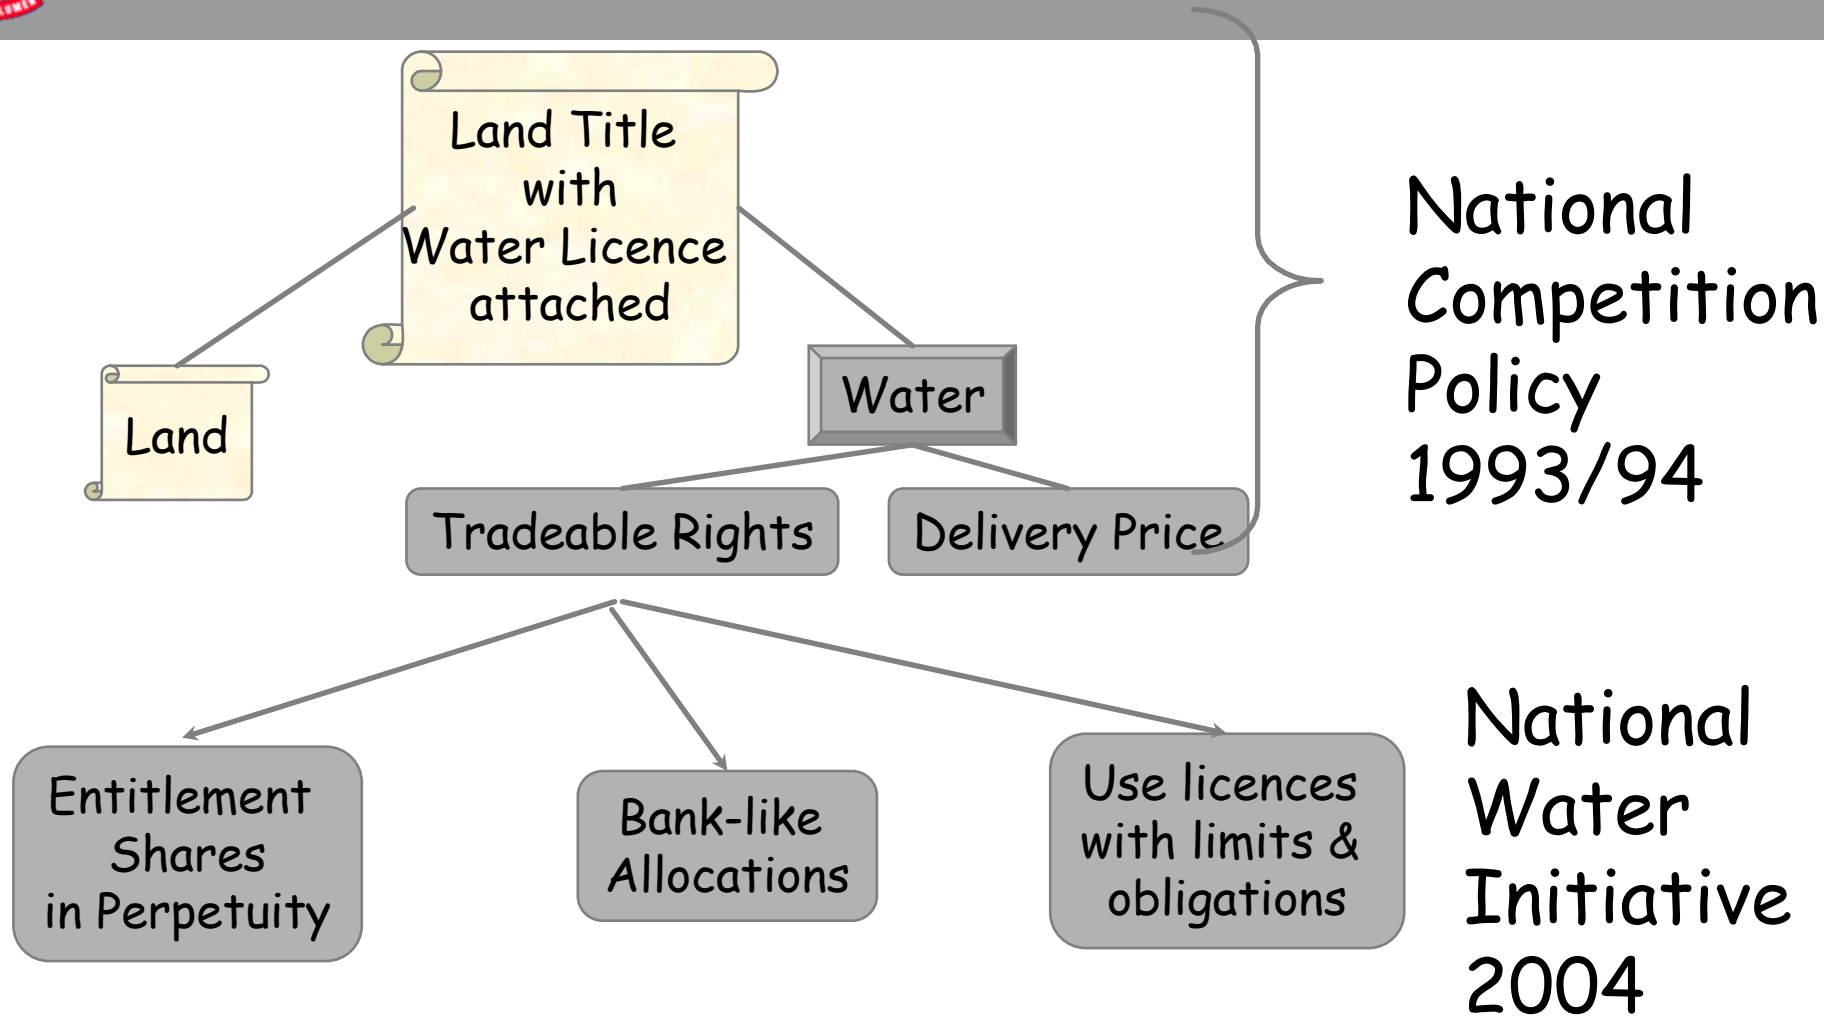 Land Title
with
Water Licence
attached
National
Competition
Policy
1993/94
Land
Water
Tradeable Rights
Delivery Price
Entitlement
Shares
in Perpetuity
Bank-like
Allocations
Use licences
with limits &
obligations
National
Water
Initiative
2004